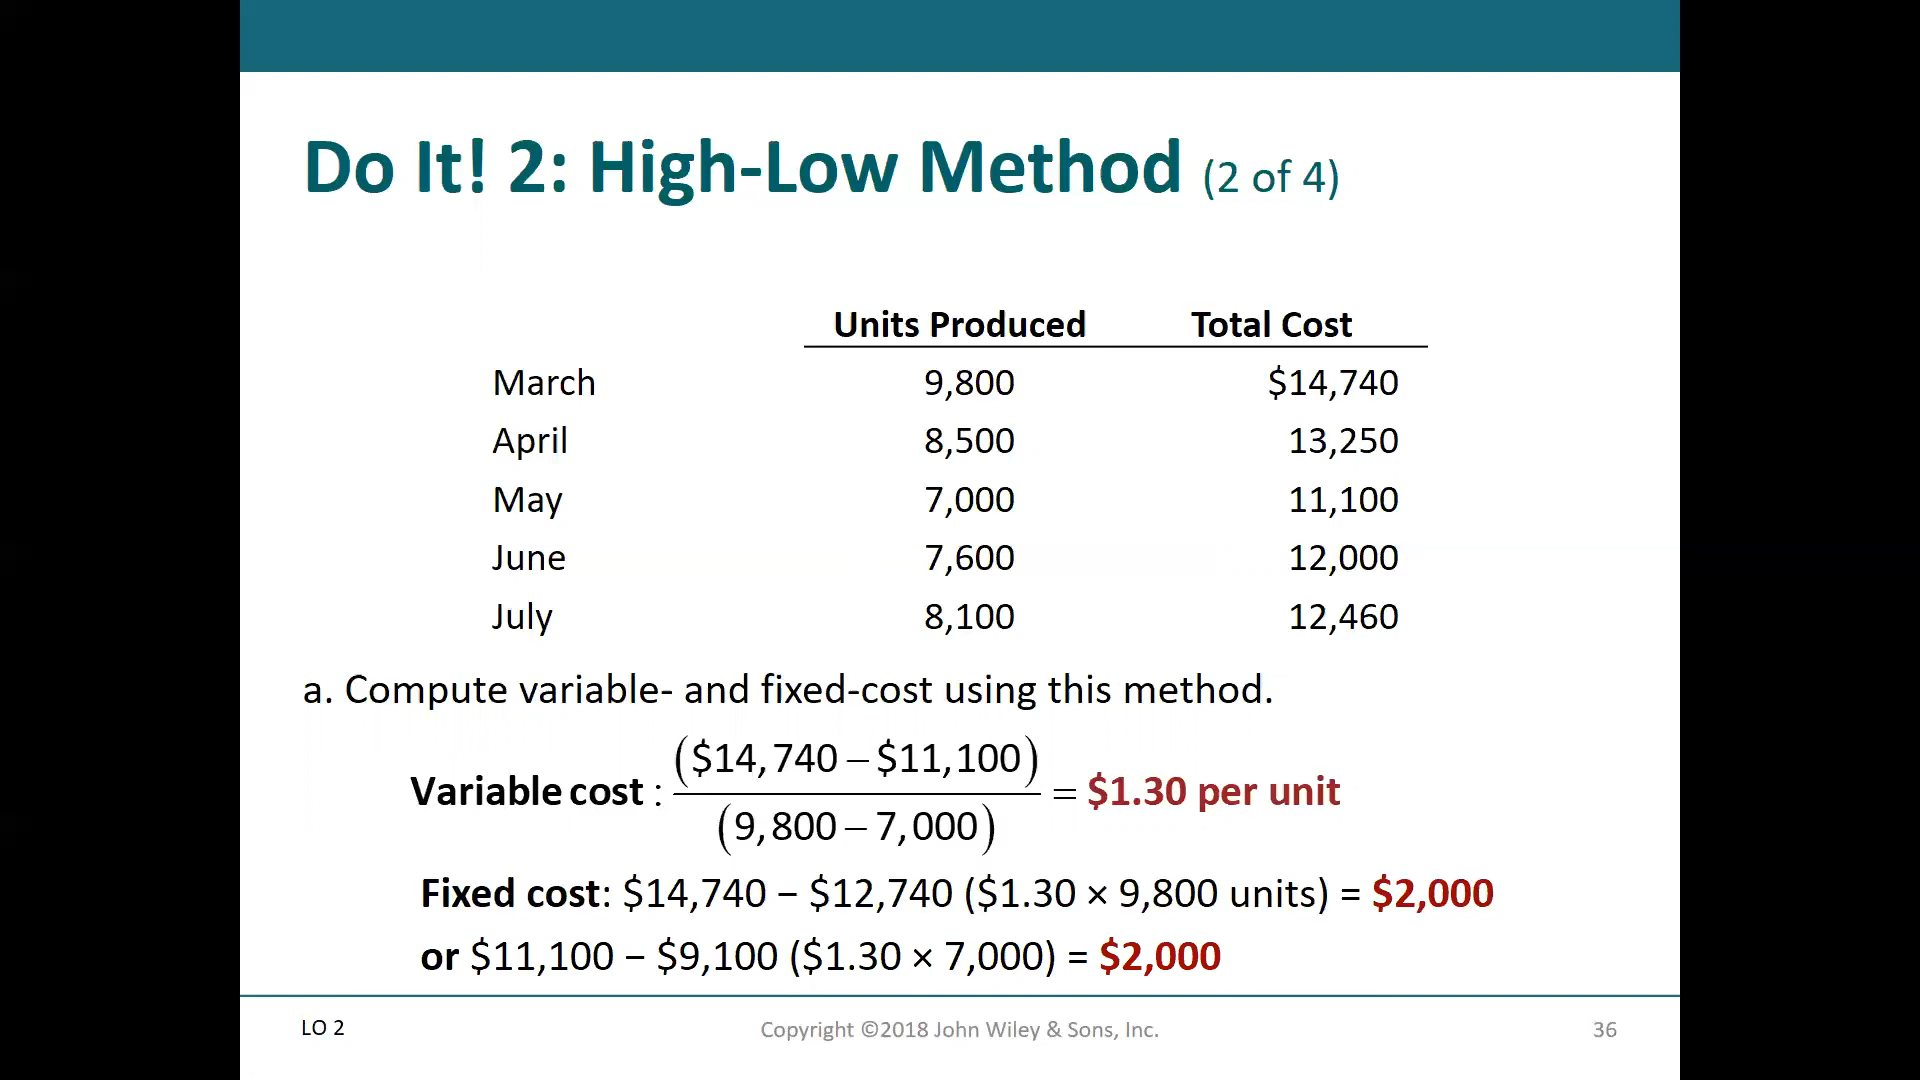 Do It! 2: High-Low Method (2 of 4)
Units Produced Total Cost
March 9,800 $14,740
April 8,500 13,250
May 7,000 11,100
June 7,600 12,000
July 8,100 12,460
a. Compute variable- and fixed-cost using this method.
($14,740 – $11,100)
Variable cost : = $1.30 per unit
(9,800 – 7,000)
Fixed cost: $14,740 − $12,740 ($1.30 × 9,800 units) = $2,000
or $11,100 − $9,100 ($1.30 × 7,000) = $2,000
LO 2 Copyright ©2018 John Wiley & Sons, Inc. 36